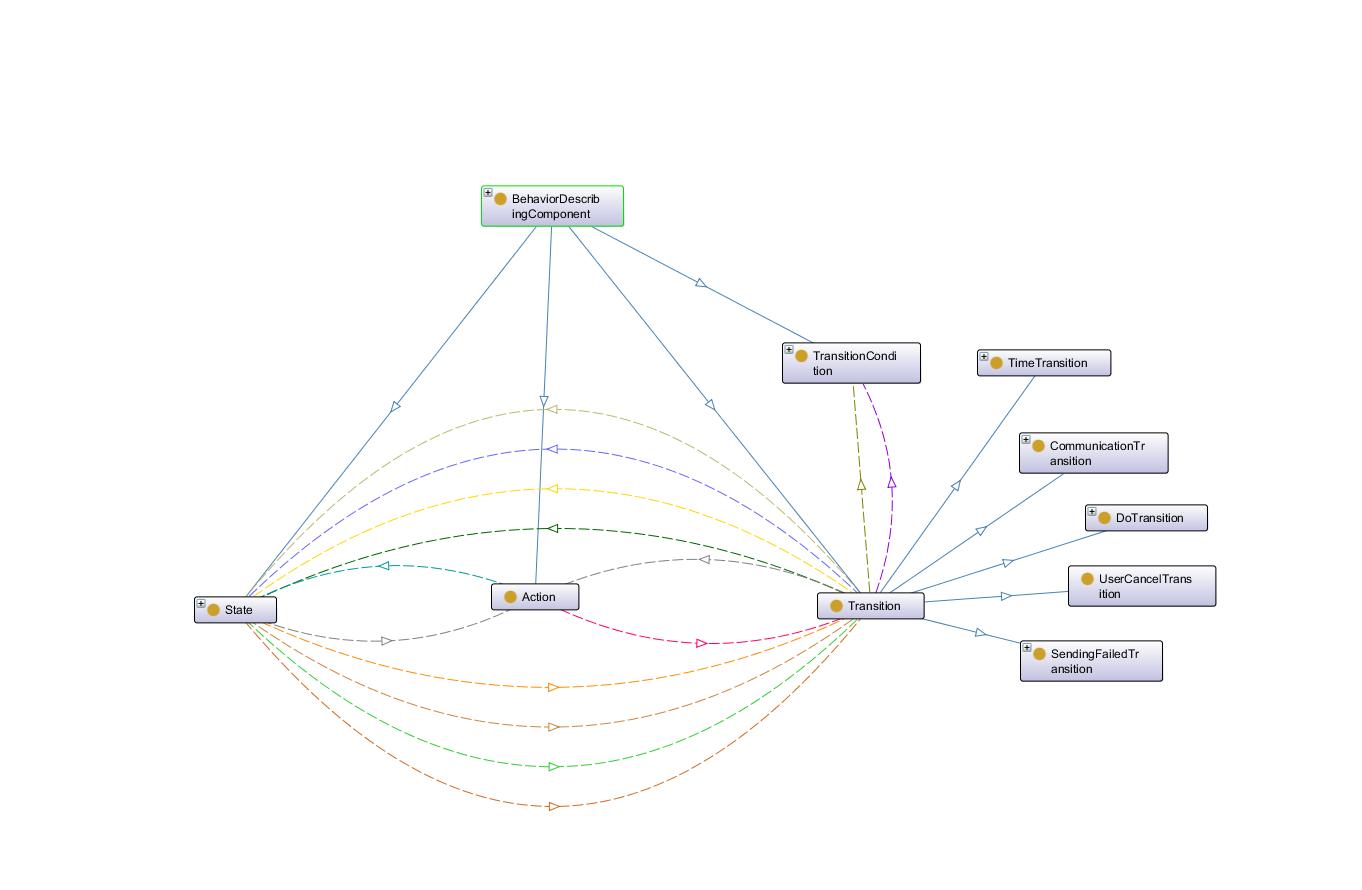 BehaviorDescrib
ingComponent
TransitionCondi
tion
TimeTransition
CommunicationTr
ansition
DoTransition
UserCancelTrans
ition
State
Action
Transition
SendingFailedTr
ansition